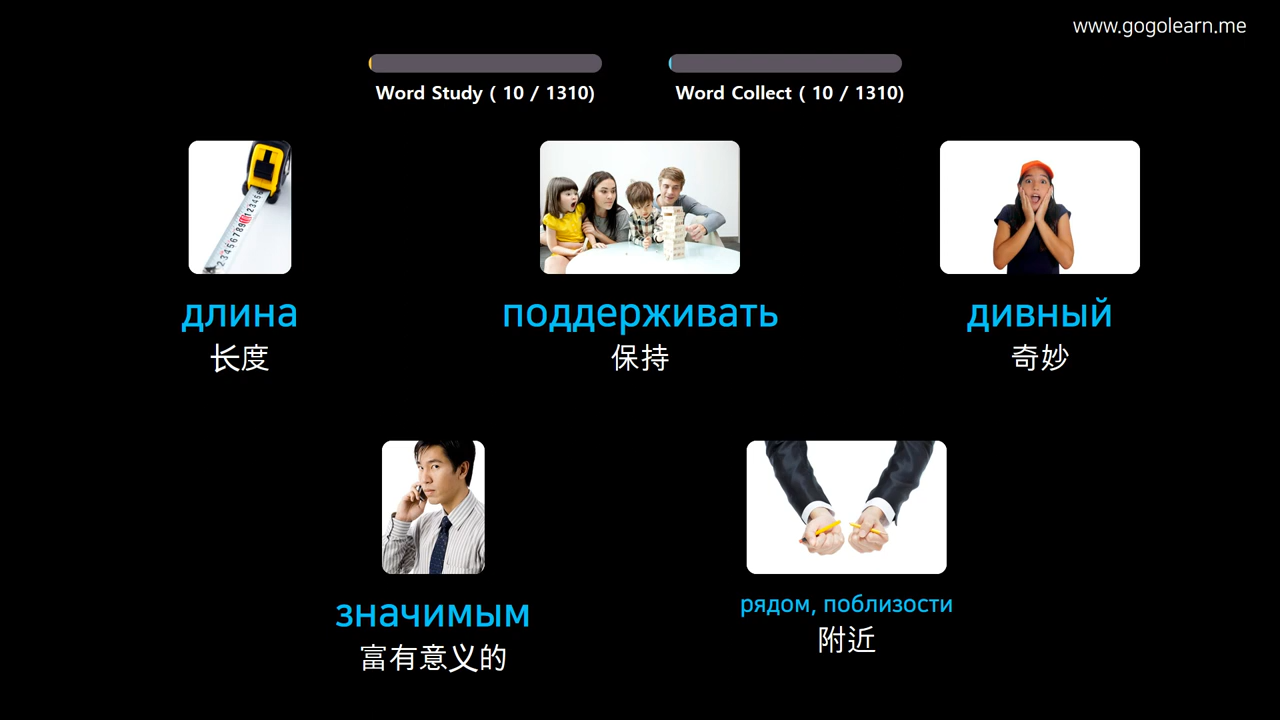 www.gogolearn.me
Word Study ( 10 / 1310)
Word Collect ( 10 / 1310)
длина
长度
поддерживать
保持
дивный
奇妙
значимым
富有意义的
рядом, поблизости
附近